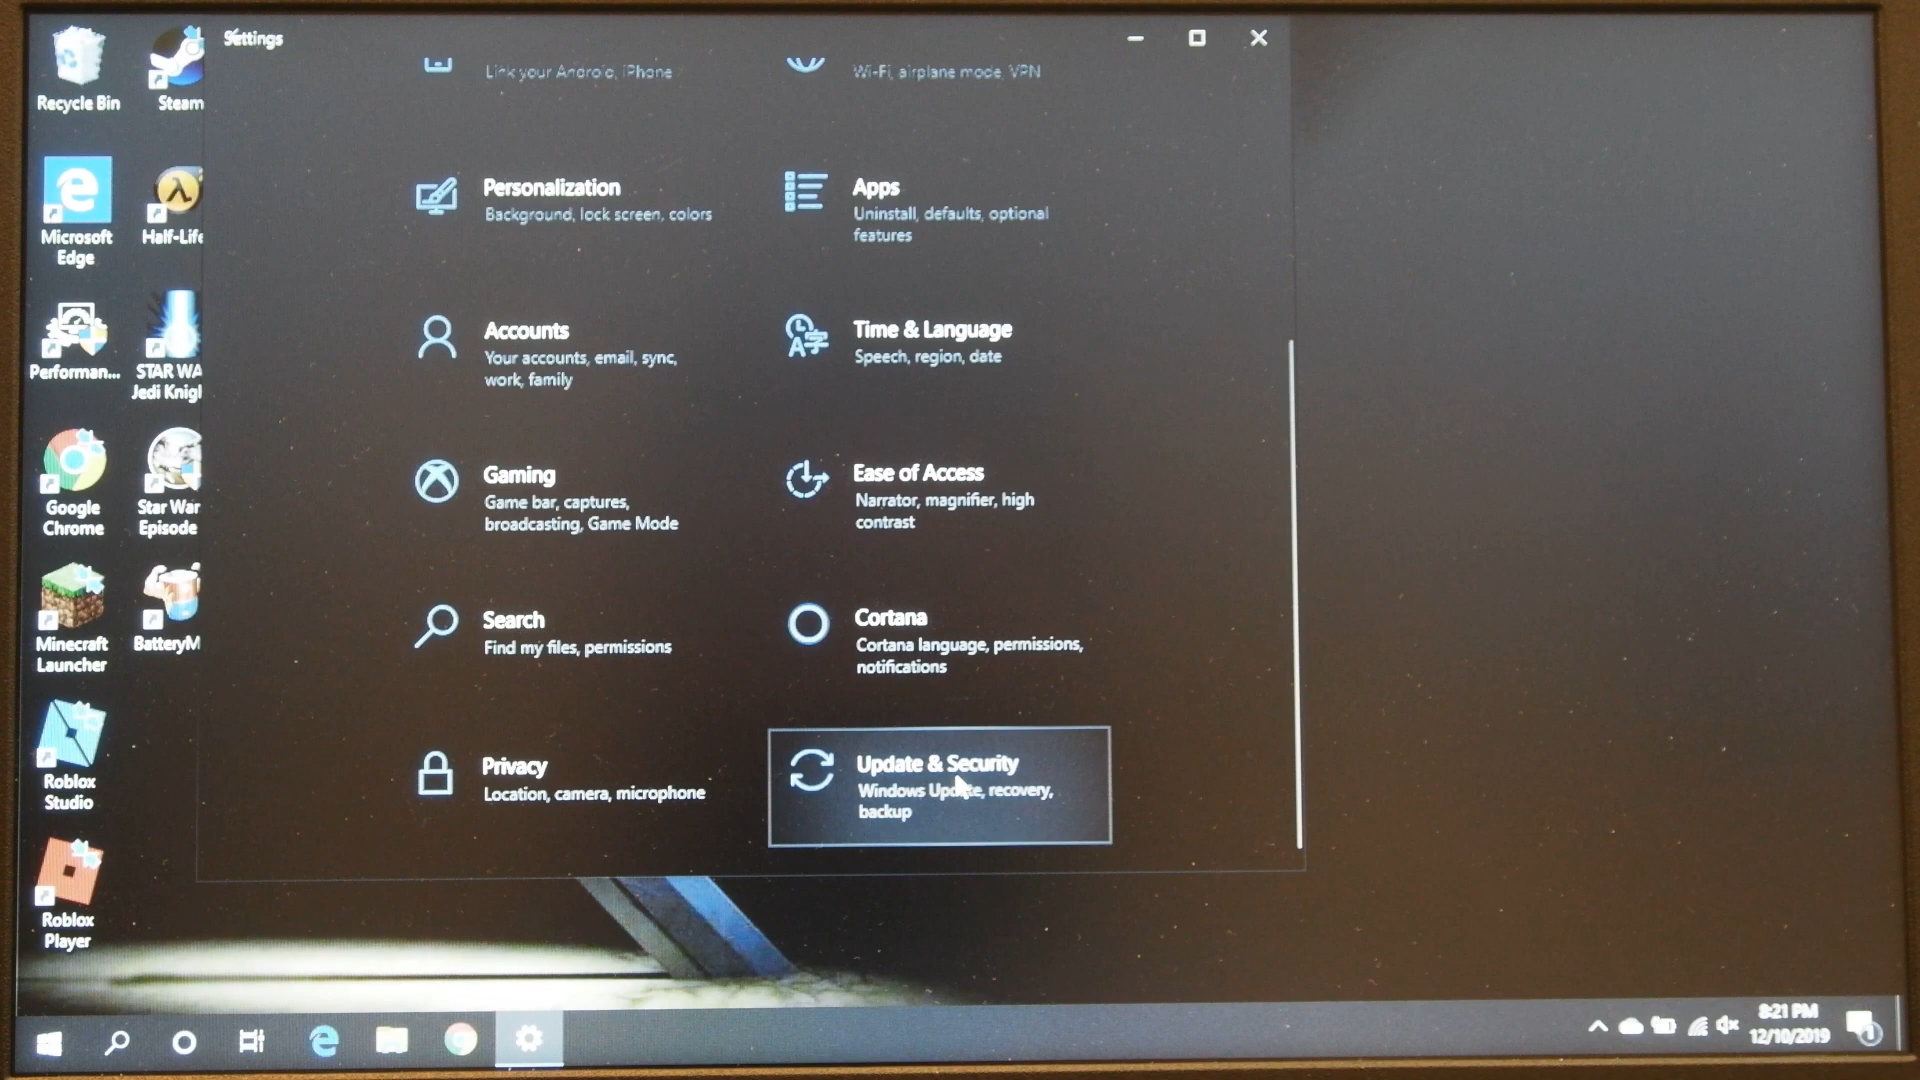 Settings
Link your Android, iPhone
Wi-Fi, airplane mode, VPN
Personalization
Background, lock screen, colors
Apps
Uninstall, defaults, optional
features
Accounts
Your accounts, email, sync,
work, family
Time & Language
Speech, region, date
Gaming
Game bar, captures,
broadcasting, Game Mode
Ease of Access
Narrator, magnifier, high
contrast
Search
Find my files, permissions
Cortana
Cortana language, permissions,
notifications
Privacy
Location, camera, microphone
Update & Security
Windows Update, recovery,
backup
Recycle Bin
Steam
Microsoft
Edge
Half-Life
Performan...
STAR WA
Jedi Knigh
Google
Chrome
Star War
Episode
Minecraft
Launcher
BatteryM
Roblox
Studio
Roblox
Player
8:21 PM
12/10/2019
1